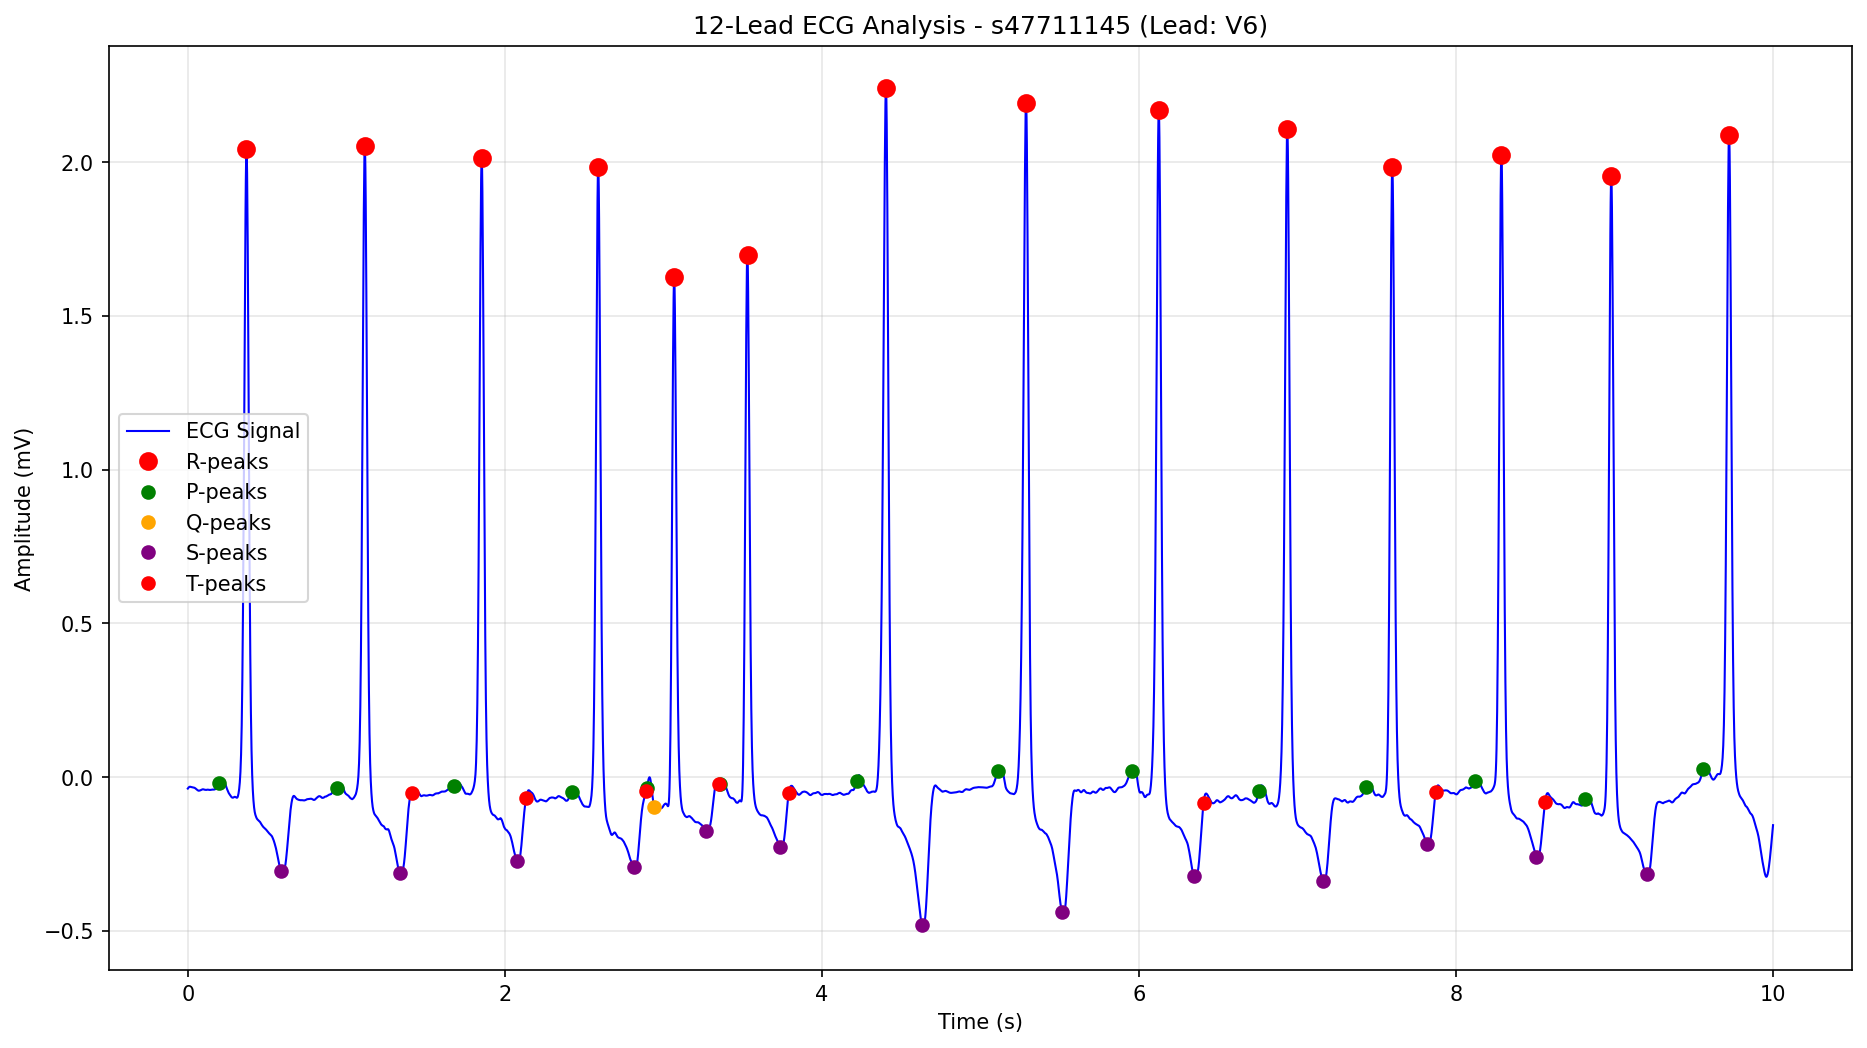 12-Lead ECG Analysis - s47711145 (Lead: V6)
Amplitude (mV)
2.0
1.5
1.0
0.5
0.0
−0.5
ECG Signal
R-peaks
P-peaks
Q-peaks
S-peaks
T-peaks
0 2 4 6 8 10
Time (s)